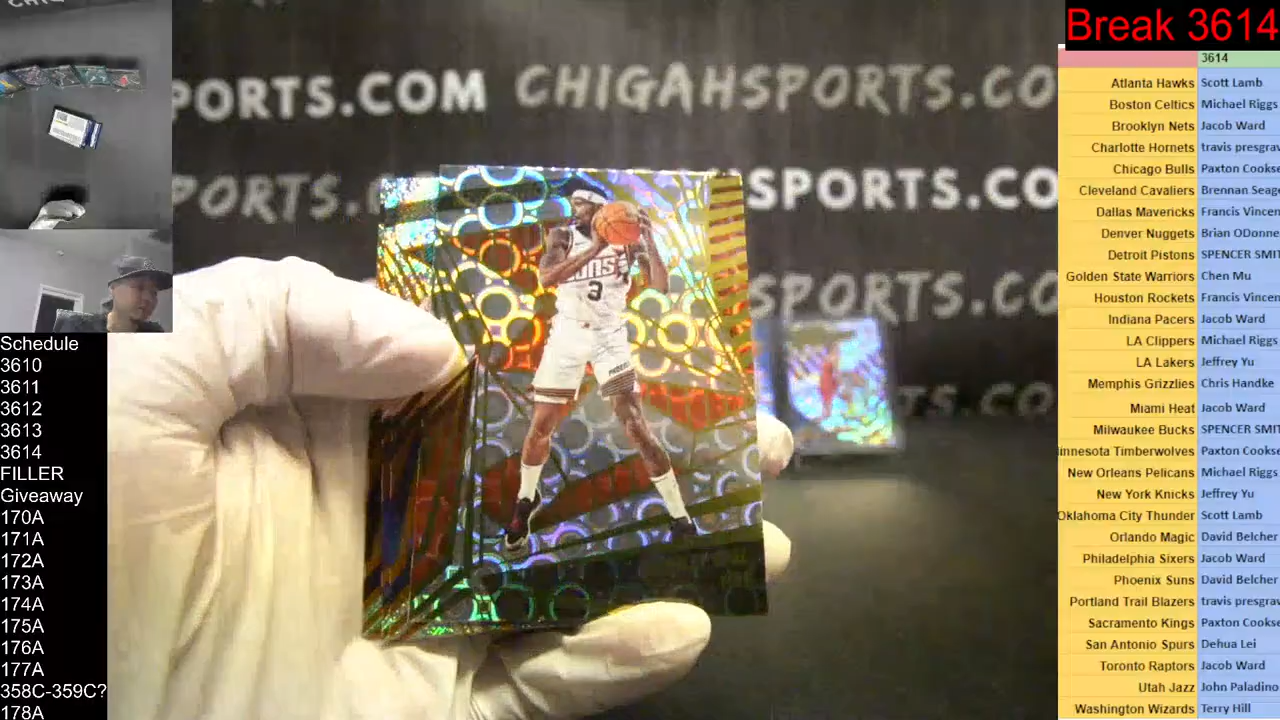 CHIG
PORTS.COM CHIGAHSPORTS.CO
PORTS. SPORTS.CO
SPORTS.CO
TS.CO
SUNS
3
PHOENIX
Break 3614
3614
Atlanta Hawks Scott Lamb
Boston Celtics Michael Riggs
Brooklyn Nets Jacob Ward
Charlotte Hornets travis presgrav
Chicago Bulls Paxton Cookse
Cleveland Cavaliers Brennan Seag
Dallas Mavericks Francis Vincen
Denver Nuggets Brian ODonne
Detroit Pistons SPENCER SMIT
Golden State Warriors Chen Mu
Houston Rockets Francis Vincen
Indiana Pacers Jacob Ward
LA Clippers Michael Riggs
LA Lakers Jeffrey Yu
Memphis Grizzlies Chris Handke
Miami Heat Jacob Ward
Milwaukee Bucks SPENCER SMIT
innesota Timberwolves Paxton Cookse
New Orleans Pelicans Michael Riggs
New York Knicks Jeffrey Yu
Oklahoma City Thunder Scott Lamb
Orlando Magic David Belcher
Philadelphia Sixers Jacob Ward
Phoenix Suns David Belcher
Portland Trail Blazers travis presgrav
Sacramento Kings Paxton Cookse
San Antonio Spurs Dehua Lei
Toronto Raptors Jacob Ward
Utah Jazz John Paladino
Washington Wizards Terry Hill
Schedule
3610
3611
3612
3613
3614
FILLER
Giveaway
170A
171A
172A
173A
174A
175A
176A
177A
358C-359C?
178A